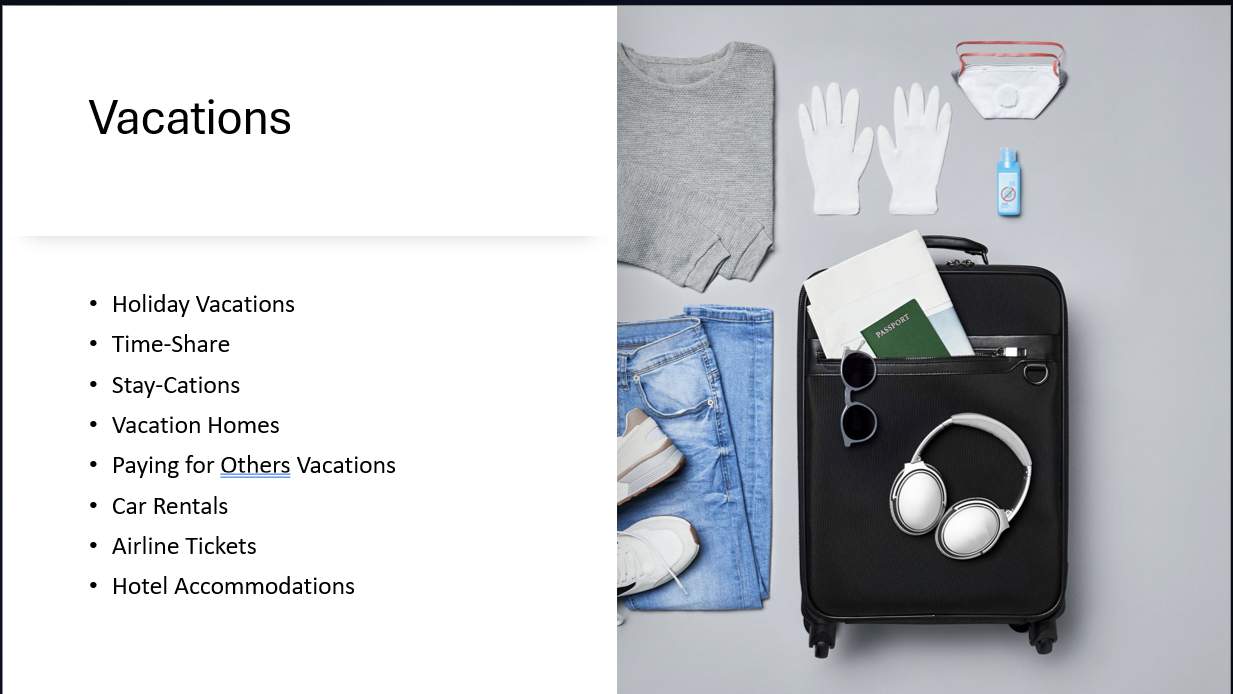 Vacations
• Holiday Vacations
• Time-Share
• Stay-Cations
• Vacation Homes
• Paying for Others Vacations
• Car Rentals
• Airline Tickets
• Hotel Accommodations
PASSPORT